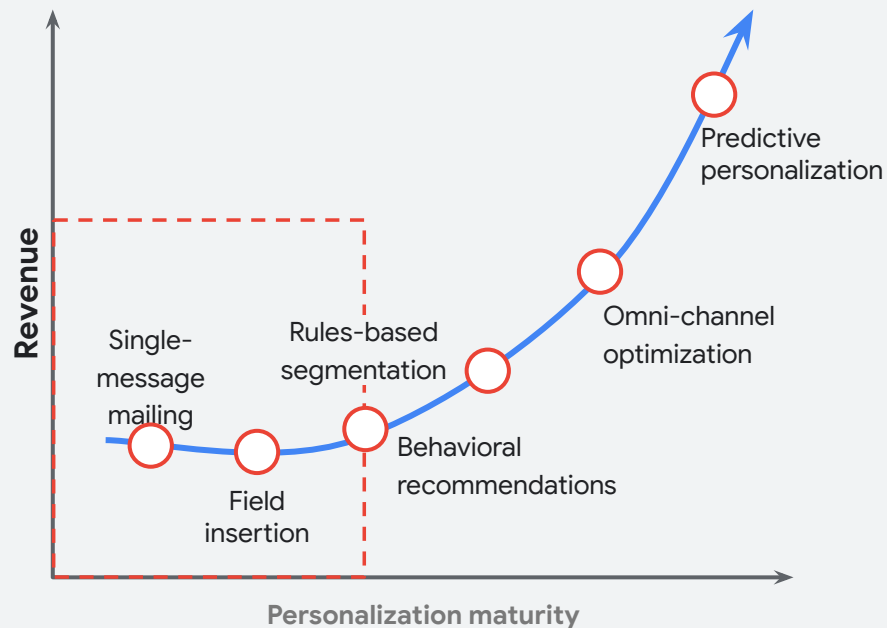 Revenue
Single-
message
mailing
Field
insertion
Rules-based
segmentation
Behavioral
recommendations
Omni-channel
optimization
Predictive
personalization
Personalization maturity